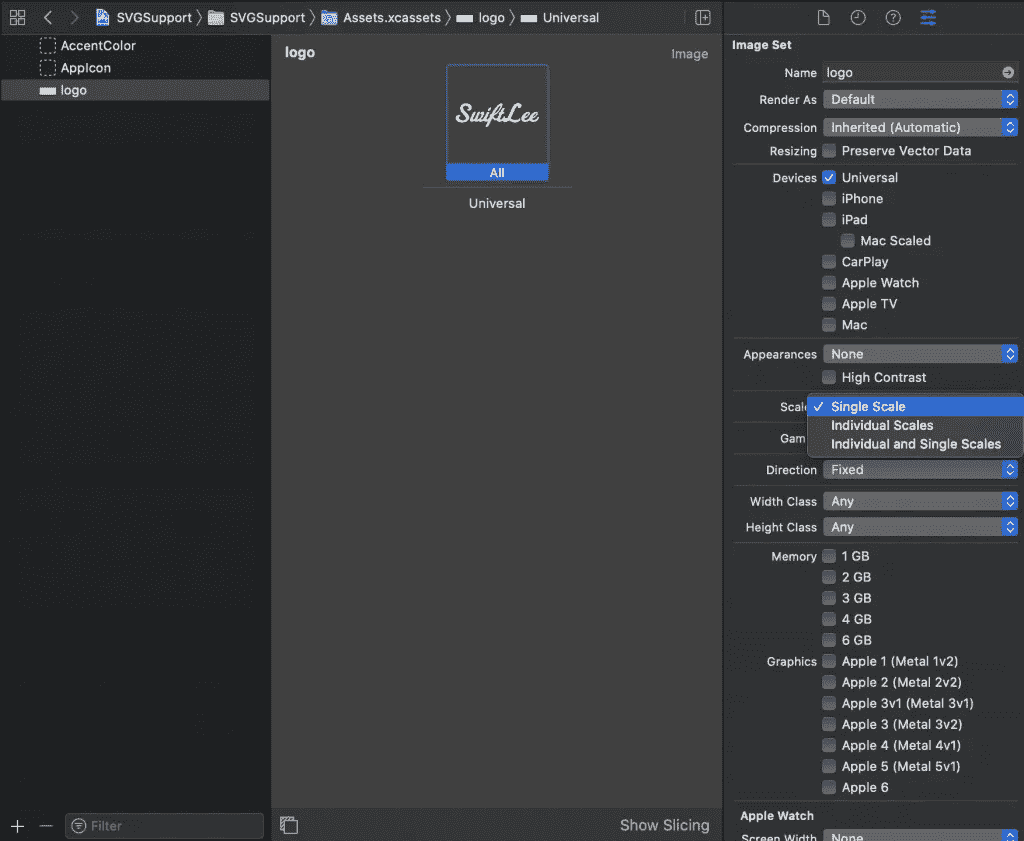 SVGSupport SVGSupport Assets.xcassets logo Universal
AccentColor
AppIcon
logo
logo
Image
SwiftLee
All
Universal
Image Set
Name logo
Render As Default
Compression Inherited (Automatic)
Resizing Preserve Vector Data
Devices Universal
iPhone
iPad
Mac Scaled
CarPlay
Apple Watch
Apple TV
Mac
Appearances None
High Contrast
Scale Single Scale
Individual Scales
Gam Individual and Single Scales
Direction Fixed
Width Class Any
Height Class Any
Memory 1 GB
2 GB
3 GB
4 GB
6 GB
Graphics Apple 1 (Metal 1v2)
Apple 2 (Metal 2v2)
Apple 3v1 (Metal 3v1)
Apple 3 (Metal 3v2)
Apple 4 (Metal 4v1)
Apple 5 (Metal 5v1)
Apple 6
Apple Watch
Screen Width None
Filter
Show Slicing